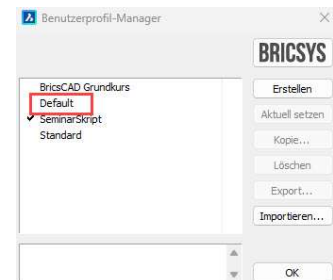 Benutzerprofil-Manager
BRICSYS
BricsCAD Grundkurs
Default
SeminarSkript
Standard
Erstellen
Aktuell setzen
Kopie...
Löschen
Export...
Importieren...
OK